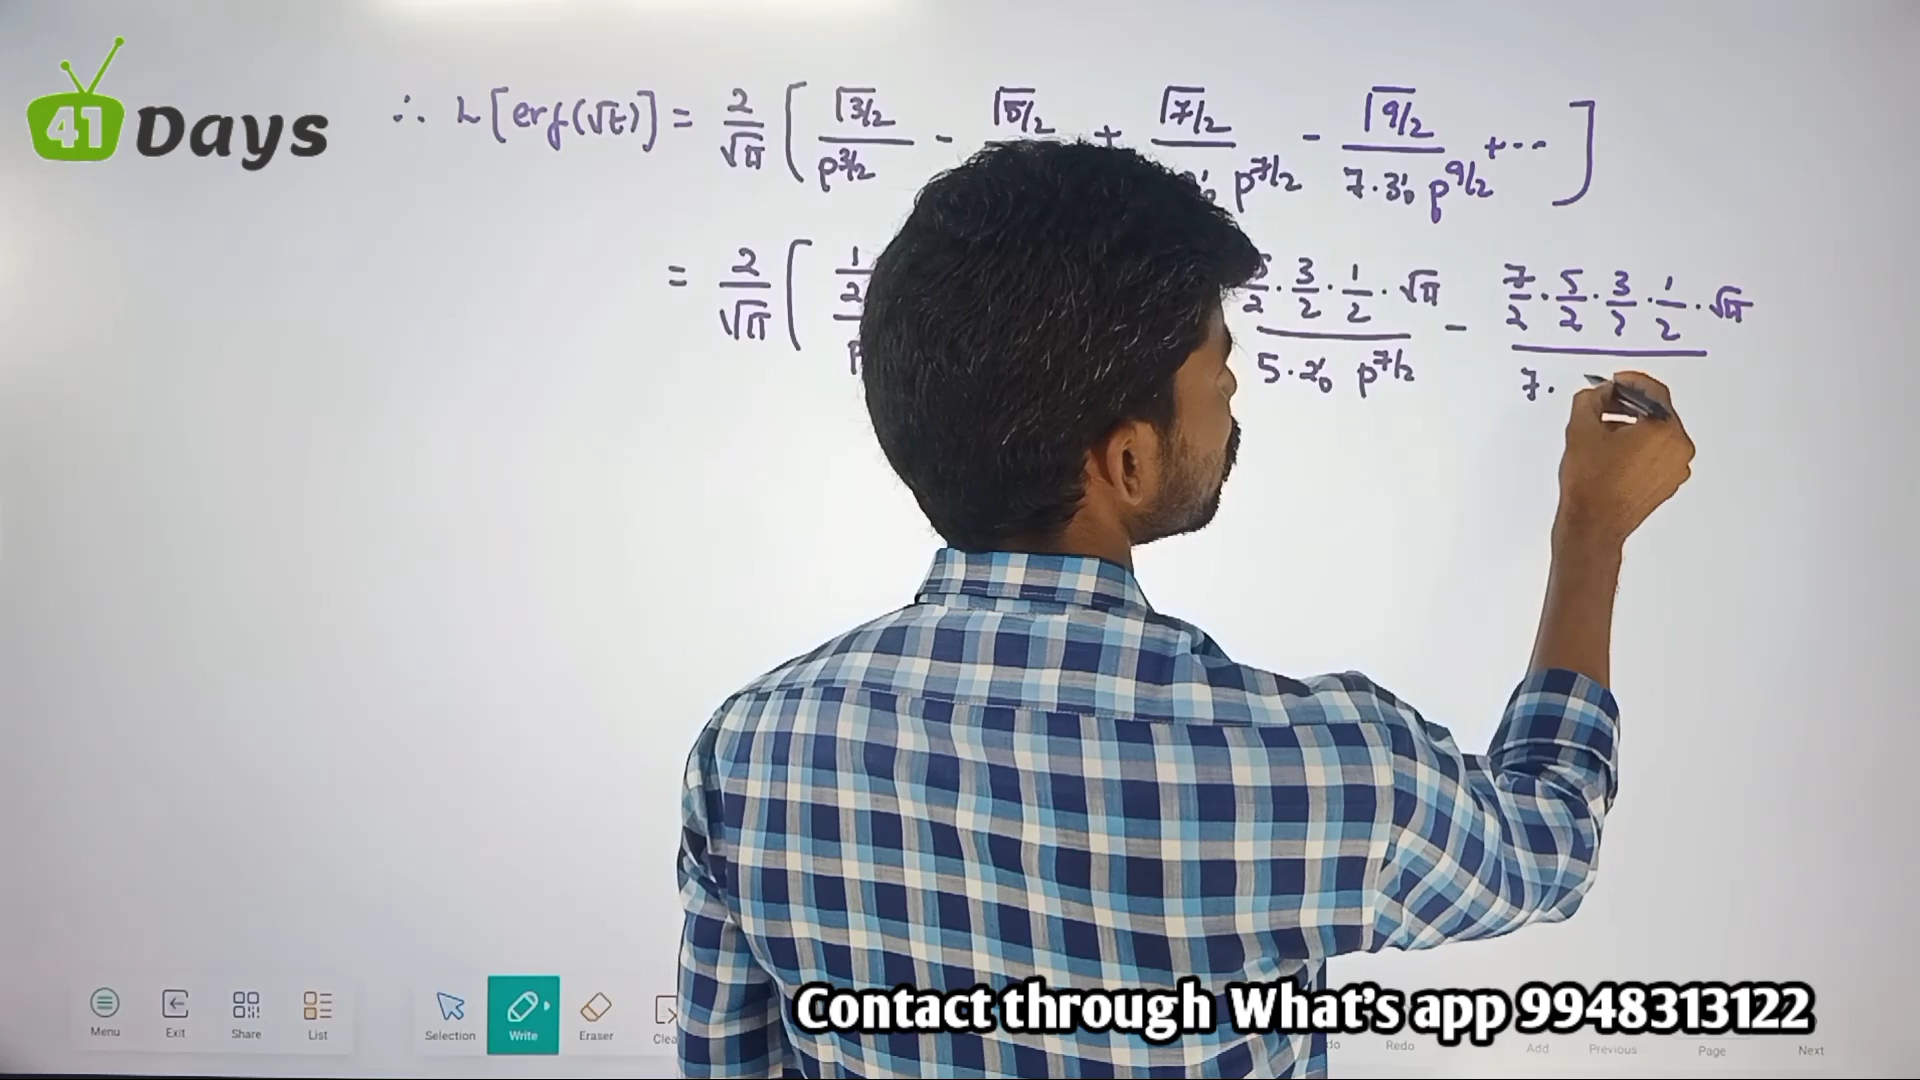 41 Days
∴ L[erf(√t)] = 2/√π [ Γ3/2 / p^3/2 - Γ5/2 + Γ7/2 / p^7/2 - Γ9/2 / 7·3! p^9/2 + ··· ]
= 2/√π [ 1/2 5/2 · 3/2 · 1/2 · √π / 5·2! p^7/2 - 7/2 · 5/2 · 3/2 · 1/2 · √π / 7·
Menu Exit Share List Selection Write Eraser Redo Add Previous Page Next
Contact through What's app 9948313122